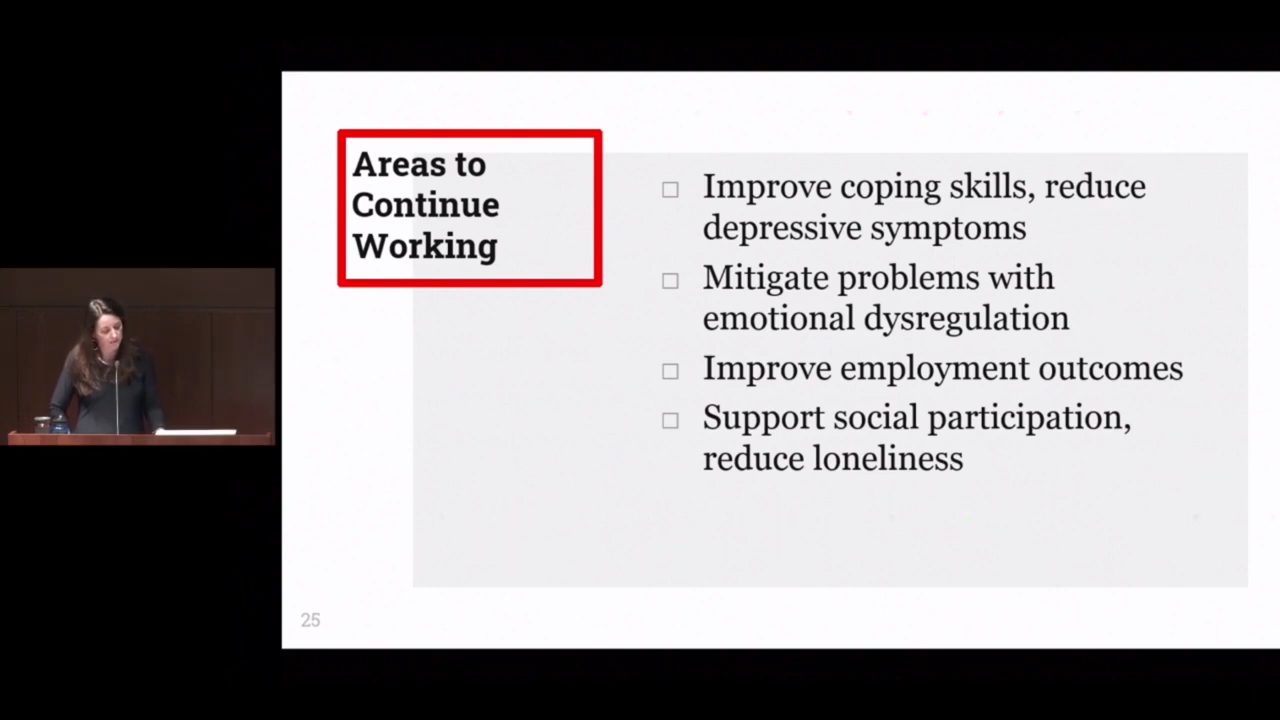 Areas to
Continue
Working
Improve coping skills, reduce
depressive symptoms
Mitigate problems with
emotional dysregulation
Improve employment outcomes
Support social participation,
reduce loneliness
25